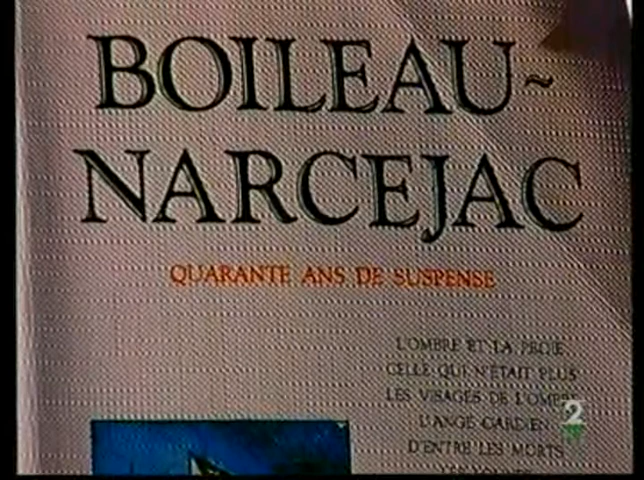 BOILEAU~
NARCEJAC
QUARANTE ANS DE SUSPENSE
L'OMBRE ET LA PROIE
CELLE QUI N'ÉTAIT PLUS
LES VISAGES DE L'OMBRE
L'ANGE GARDIEN
D'ENTRE LES MORTS
LES
2